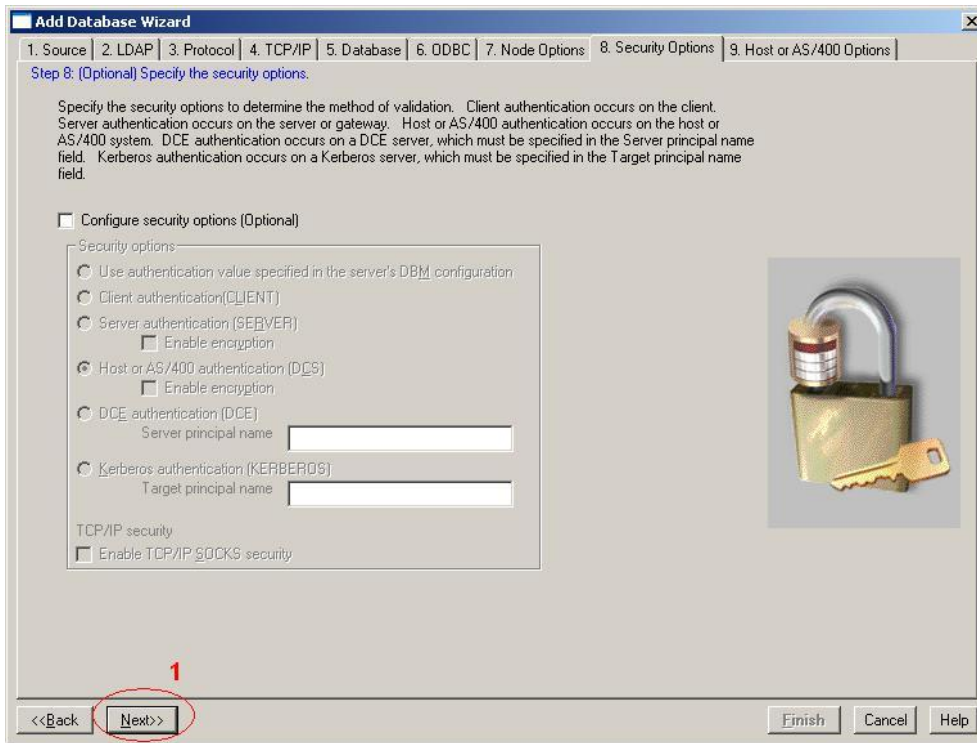 Add Database Wizard
1. Source 2. LDAP 3. Protocol 4. TCP/IP 5. Database 6. ODBC 7. Node Options 8. Security Options 9. Host or AS/400 Options
Step 8: (Optional) Specify the security options.
Specify the security options to determine the method of validation. Client authentication occurs on the client.
Server authentication occurs on the server or gateway. Host or AS/400 authentication occurs on the host or
AS/400 system. DCE authentication occurs on a DCE server, which must be specified in the Server principal name
field. Kerberos authentication occurs on a Kerberos server, which must be specified in the Target principal name
field.
Configure security options (Optional)
Security options
Use authentication value specified in the server's DBM configuration
Client authentication(CLIENT)
Server authentication (SERVER)
Enable encryption
Host or AS/400 authentication (DCS)
Enable encryption
DCE authentication (DCE)
Server principal name
Kerberos authentication (KERBEROS)
Target principal name
TCP/IP security
Enable TCP/IP SOCKS security
1
<<Back Next>> Finish Cancel Help